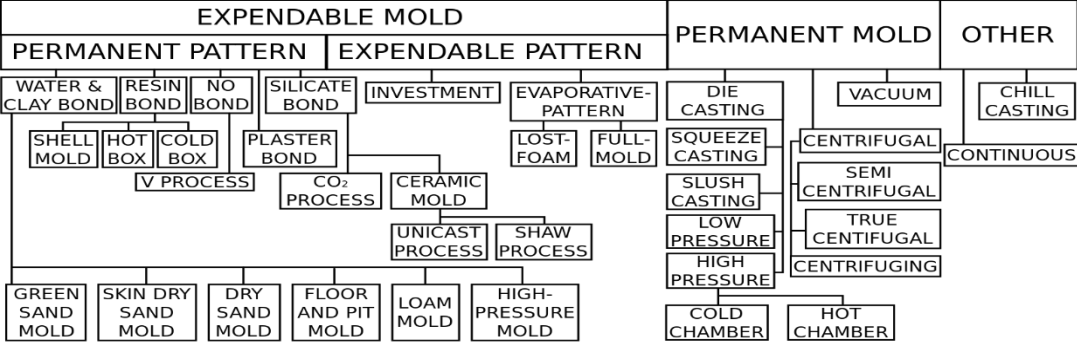 EXPENDABLE MOLD
PERMANENT MOLD
OTHER
PERMANENT PATTERN
EXPENDABLE PATTERN
WATER &
CLAY BOND
RESIN
BOND
NO
BOND
SILICATE
BOND
INVESTMENT
EVAPORATIVE-
PATTERN
DIE
CASTING
VACUUM
CHILL
CASTING
SHELL
MOLD
HOT
BOX
COLD
BOX
PLASTER
BOND
LOST-
FOAM
FULL-
MOLD
SQUEEZE
CASTING
CENTRIFUGAL
CONTINUOUS
V PROCESS
CO₂
PROCESS
CERAMIC
MOLD
SLUSH
CASTING
SEMI
CENTRIFUGAL
UNICAST
PROCESS
SHAW
PROCESS
LOW
PRESSURE
TRUE
CENTIFUGAL
HIGH
PRESSURE
CENTRIFUGING
GREEN
SAND
MOLD
SKIN DRY
SAND
MOLD
DRY
SAND
MOLD
FLOOR
AND PIT
MOLD
LOAM
MOLD
HIGH-
PRESSURE
MOLD
COLD
CHAMBER
HOT
CHAMBER